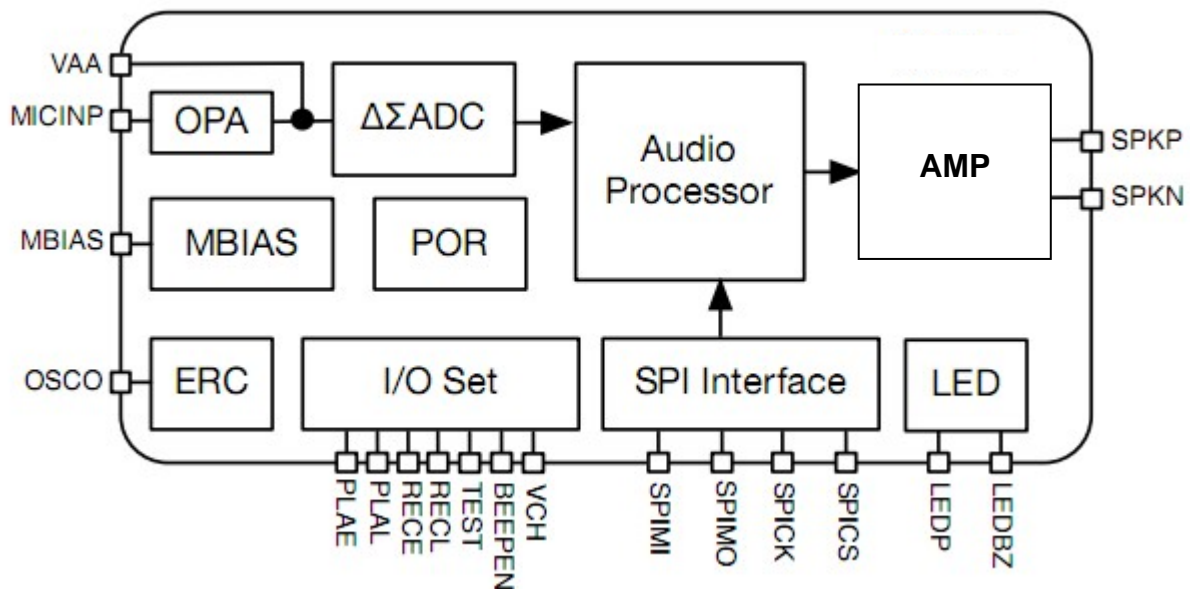 VAA
MICINP
OPA
ΔΣADC
Audio
Processor
AMP
SPKP
SPKN
MBIAS
MBIAS
POR
OSCO
ERC
I/O Set
SPI Interface
LED
PLAE
PLAL
RECE
RECL
TEST
BEEPEN
VCH
SPIMI
SPIMO
SPICK
SPICS
LEDP
LEDBZ